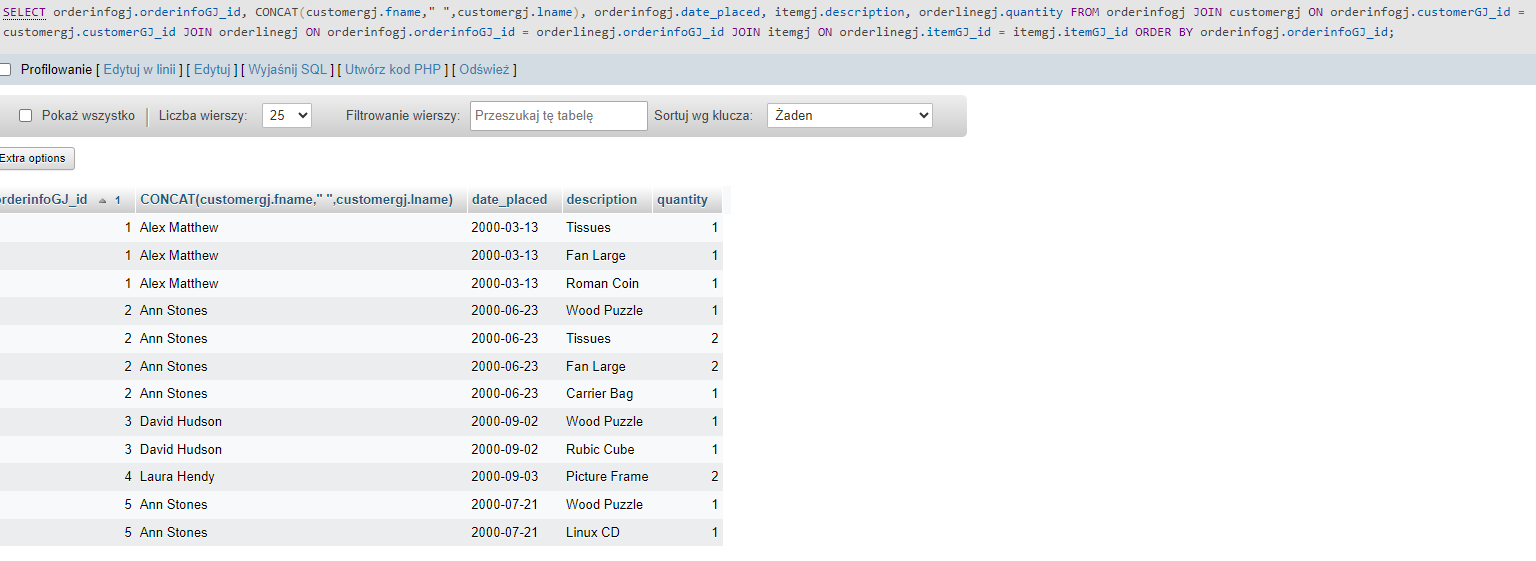 SELECT orderinfogj.orderinfoGJ_id, CONCAT(customergj.fname," ",customergj.lname), orderinfogj.date_placed, itemgj.description, orderlinegj.quantity FROM orderinfogj JOIN customergj ON orderinfogj.customerGJ_id =
customergj.customerGJ_id JOIN orderlinegj ON orderinfogj.orderinfoGJ_id = orderlinegj.orderinfoGJ_id JOIN itemgj ON orderlinegj.itemGJ_id = itemgj.itemGJ_id ORDER BY orderinfogj.orderinfoGJ_id;
Profilowanie [ Edytuj w linii ] [ Edytuj ] [ Wyjaśnij SQL ] [ Utwórz kod PHP ] [ Odśwież ]
Pokaż wszystko | Liczba wierszy: 25 Filtrowanie wierszy: Przeszukaj tę tabelę Sortuj wg klucza: Żaden
Extra options
orderinfoGJ_id 1 CONCAT(customergj.fname," ",customergj.lname) date_placed description quantity
1 Alex Matthew 2000-03-13 Tissues 1
1 Alex Matthew 2000-03-13 Fan Large 1
1 Alex Matthew 2000-03-13 Roman Coin 1
2 Ann Stones 2000-06-23 Wood Puzzle 1
2 Ann Stones 2000-06-23 Tissues 2
2 Ann Stones 2000-06-23 Fan Large 2
2 Ann Stones 2000-06-23 Carrier Bag 1
3 David Hudson 2000-09-02 Wood Puzzle 1
3 David Hudson 2000-09-02 Rubic Cube 1
4 Laura Hendy 2000-09-03 Picture Frame 2
5 Ann Stones 2000-07-21 Wood Puzzle 1
5 Ann Stones 2000-07-21 Linux CD 1